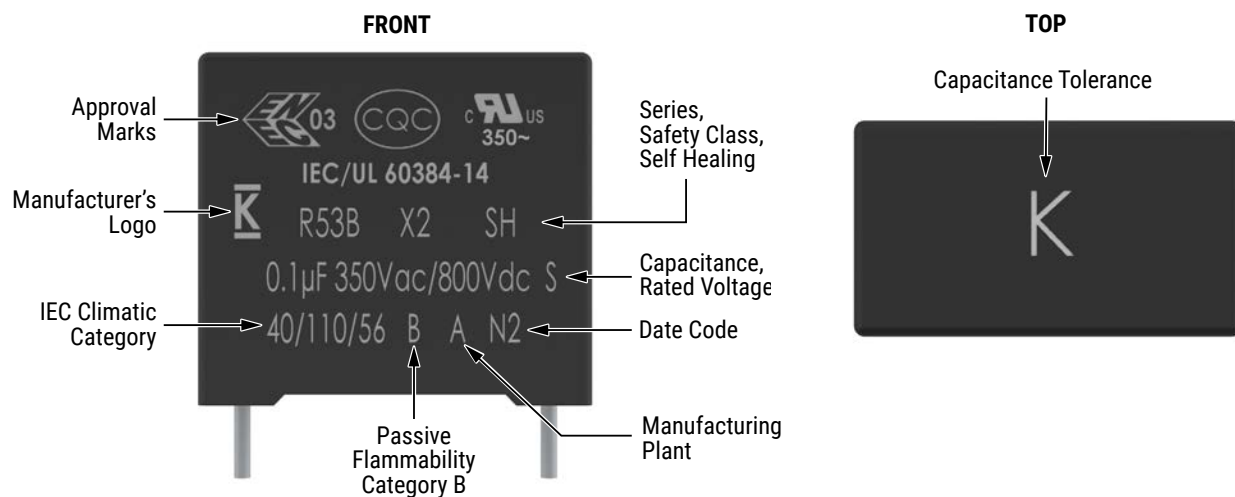 FRONT
TOP
Approval
Marks
ENEC 03
CQC
c RU US
350~
IEC/UL 60384-14
Manufacturer's
Logo
K
R53B X2 SH
Series,
Safety Class,
Self Healing
0.1µF 350Vac/800Vdc S
Capacitance,
Rated Voltage
IEC Climatic
Category
40/110/56 B A N2
Date Code
Passive
Flammability
Category B
Manufacturing
Plant
Capacitance Tolerance
K